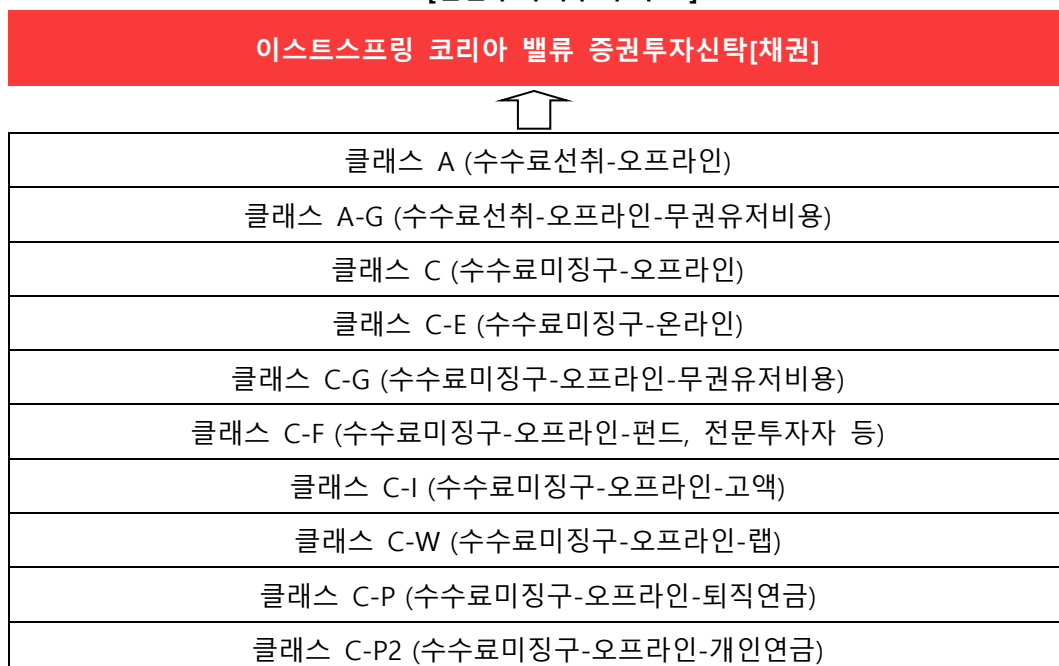 이스트스프링 코리아 밸류 증권투자신탁[채권]
클래스 A (수수료선취-오프라인)
클래스 A-G (수수료선취-오프라인-무권유저비용)
클래스 C (수수료미징구-오프라인)
클래스 C-E (수수료미징구-온라인)
클래스 C-G (수수료미징구-오프라인-무권유저비용)
클래스 C-F (수수료미징구-오프라인-펀드, 전문투자자 등)
클래스 C-I (수수료미징구-오프라인-고액)
클래스 C-W (수수료미징구-오프라인-랩)
클래스 C-P (수수료미징구-오프라인-퇴직연금)
클래스 C-P2 (수수료미징구-오프라인-개인연금)